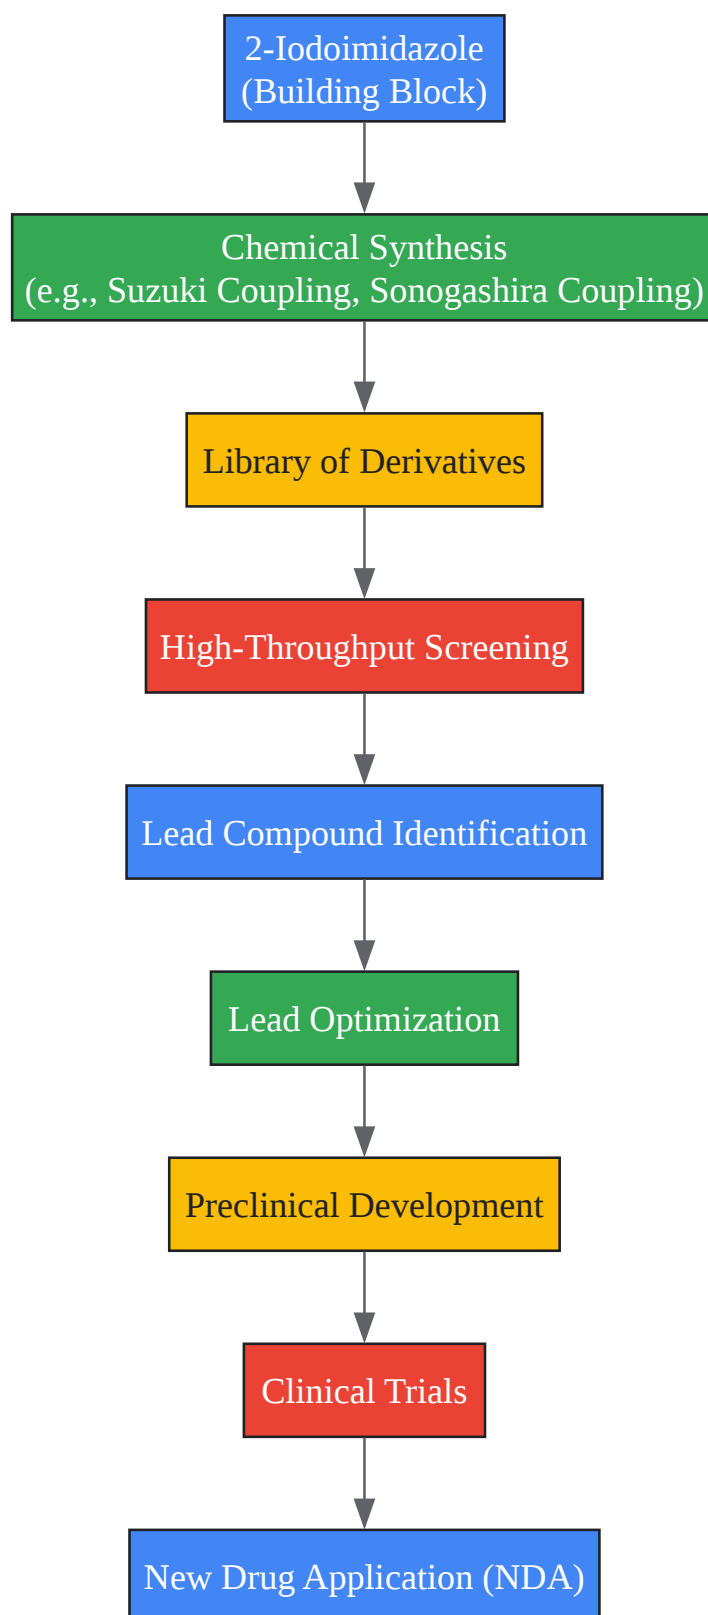 2-Iodoimidazole
(Building Block)
Chemical Synthesis
(e.g., Suzuki Coupling, Sonogashira Coupling)
Library of Derivatives
High-Throughput Screening
Lead Compound Identification
Lead Optimization
Preclinical Development
Clinical Trials
New Drug Application (NDA)